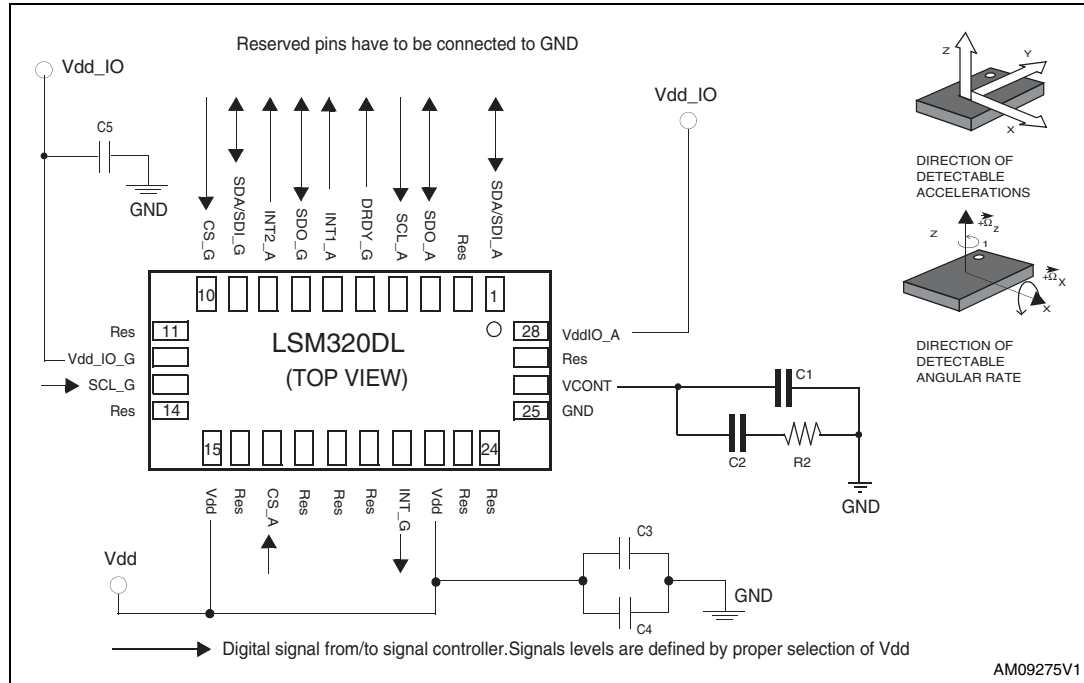 Reserved pins have to be connected to GND
Vdd_IO
C5
GND
CS_G
SDA/SDI_G
INT2_A
SDO_G
INT1_A
DRDY_G
SCL_A
SDO_A
Res
SDA/SDI_A
Vdd_IO
10
1
Res
11
Vdd_IO_G
SCL_G
Res
14
LSM320DL
(TOP VIEW)
28
VddIO_A
Res
VCONT
25
GND
15
24
Vdd
Res
CS_A
Res
Res
Res
INT_G
Vdd
Res
Res
C1
C2
R2
GND
Vdd
C3
C4
GND
Z
Y
X
DIRECTION OF
DETECTABLE
ACCELERATIONS
Z
+Ω
z
1
+Ω
X
X
DIRECTION OF
DETECTABLE
ANGULAR RATE
Digital signal from/to signal controller.Signals levels are defined by proper selection of Vdd
AM09275V1